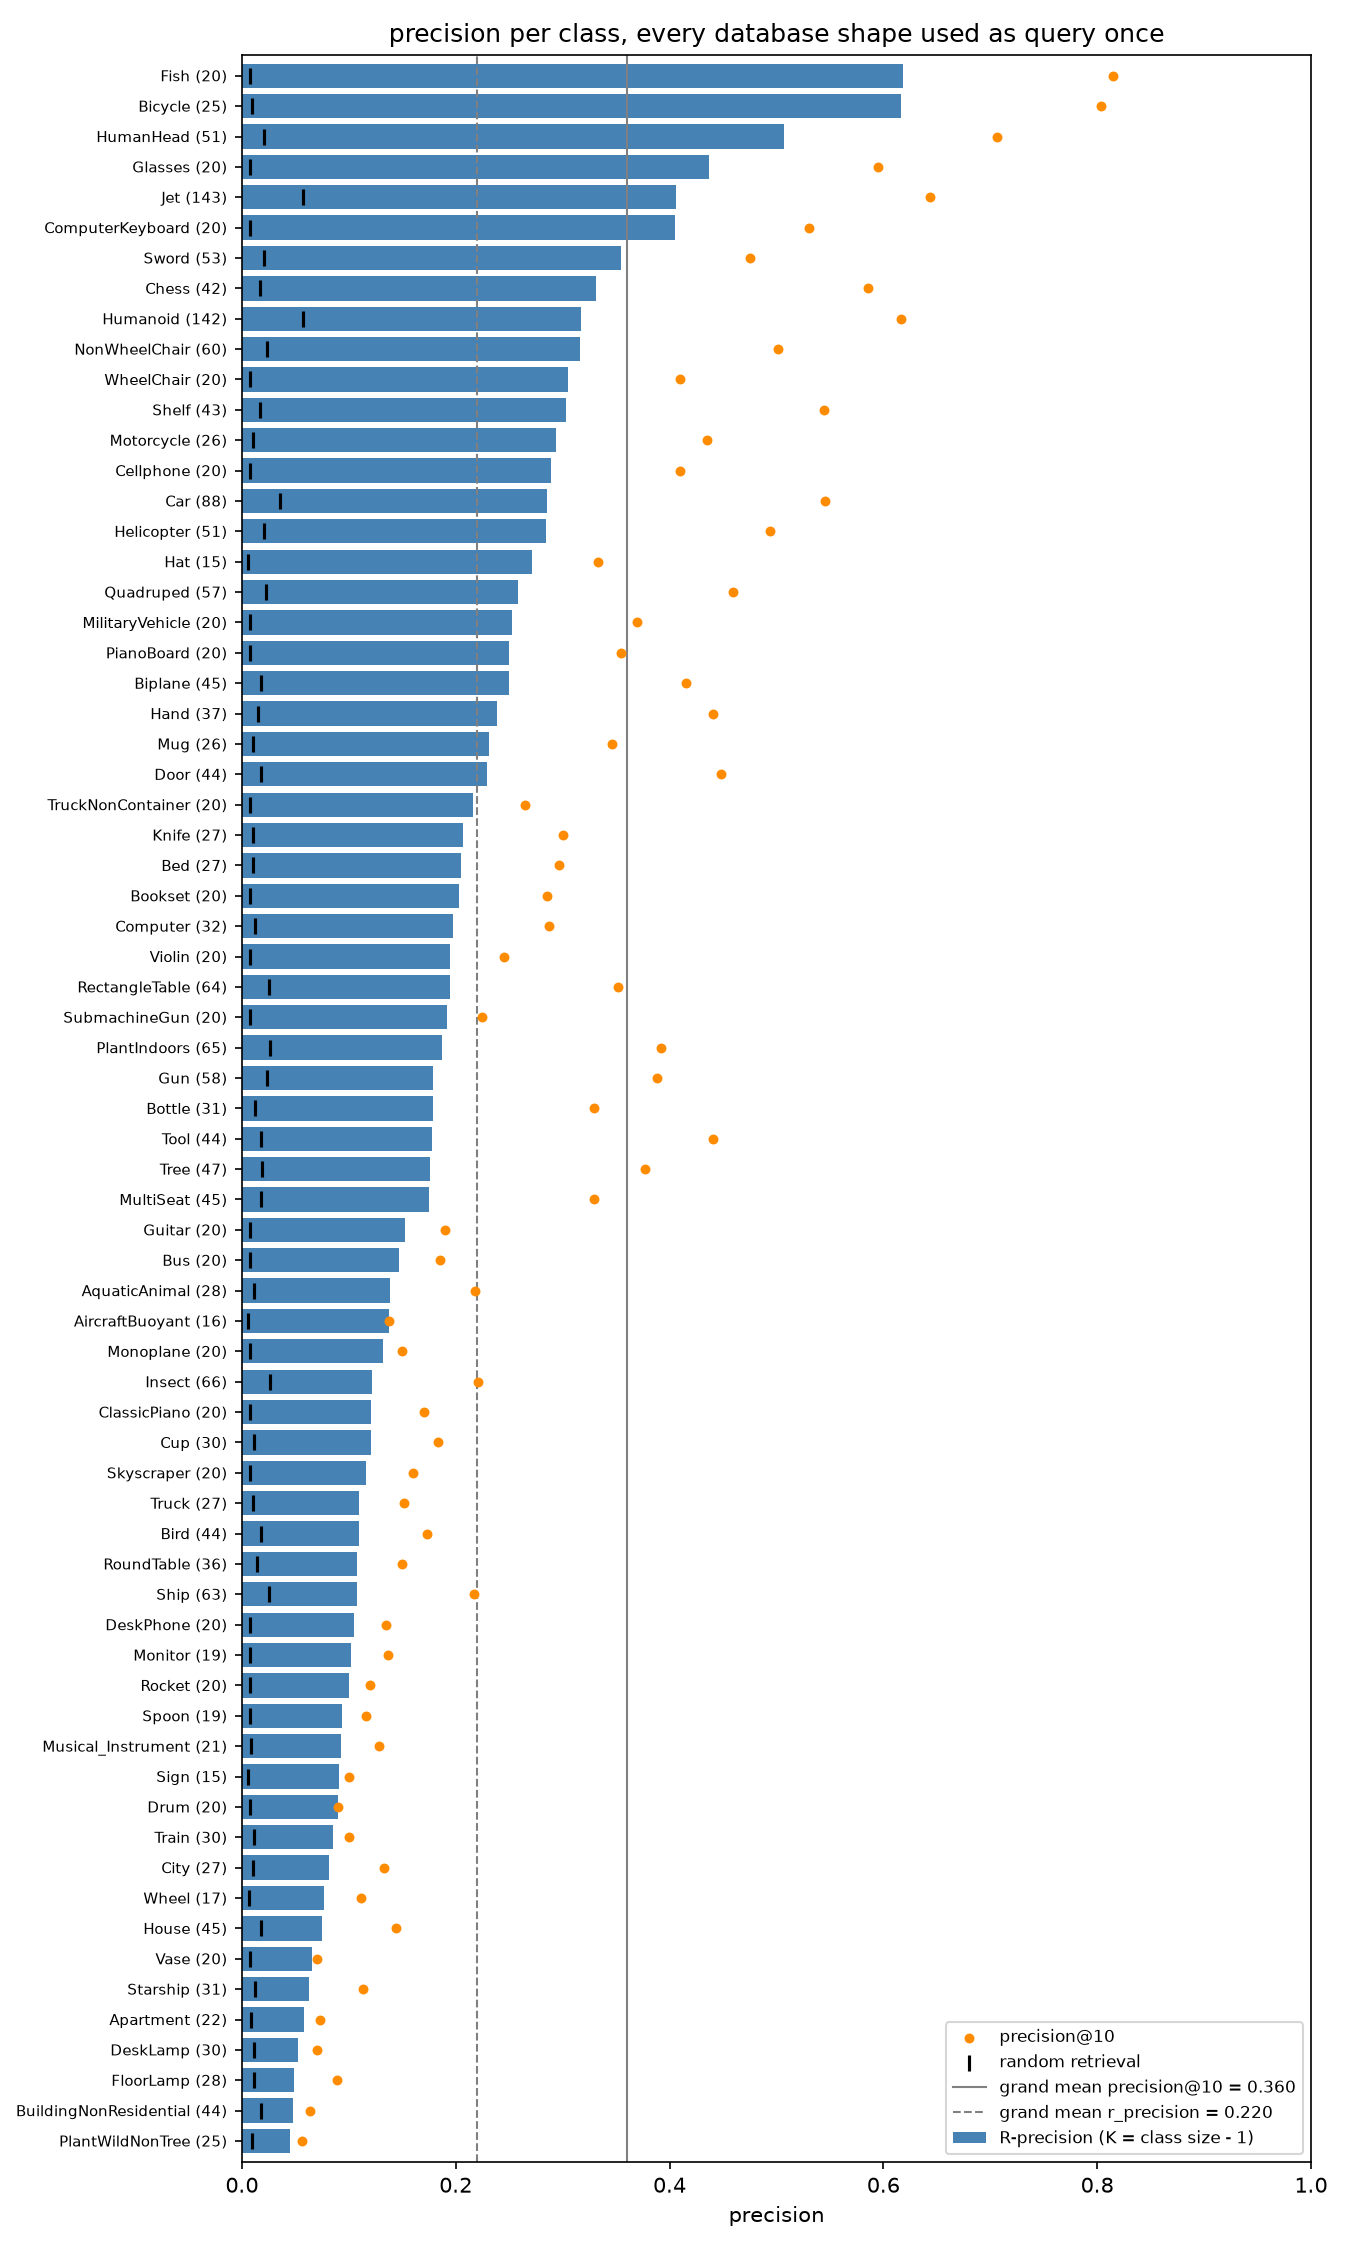 precision per class, every database shape used as query once
Fish (20)
Bicycle (25)
HumanHead (51)
Glasses (20)
Jet (143)
ComputerKeyboard (20)
Sword (53)
Chess (42)
Humanoid (142)
NonWheelChair (60)
WheelChair (20)
Shelf (43)
Motorcycle (26)
Cellphone (20)
Car (88)
Helicopter (51)
Hat (15)
Quadruped (57)
MilitaryVehicle (20)
PianoBoard (20)
Biplane (45)
Hand (37)
Mug (26)
Door (44)
TruckNonContainer (20)
Knife (27)
Bed (27)
Bookset (20)
Computer (32)
Violin (20)
RectangleTable (64)
SubmachineGun (20)
PlantIndoors (65)
Gun (58)
Bottle (31)
Tool (44)
Tree (47)
MultiSeat (45)
Guitar (20)
Bus (20)
AquaticAnimal (28)
AircraftBuoyant (16)
Monoplane (20)
Insect (66)
ClassicPiano (20)
Cup (30)
Skyscraper (20)
Truck (27)
Bird (44)
RoundTable (36)
Ship (63)
DeskPhone (20)
Monitor (19)
Rocket (20)
Spoon (19)
Musical_Instrument (21)
Sign (15)
Drum (20)
Train (30)
City (27)
Wheel (17)
House (45)
Vase (20)
Starship (31)
Apartment (22)
DeskLamp (30)
FloorLamp (28)
BuildingNonResidential (44)
PlantWildNonTree (25)
precision@10
random retrieval
grand mean precision@10 = 0.360
grand mean r_precision = 0.220
R-precision (K = class size - 1)
0.0 0.2 0.4 0.6 0.8 1.0
precision